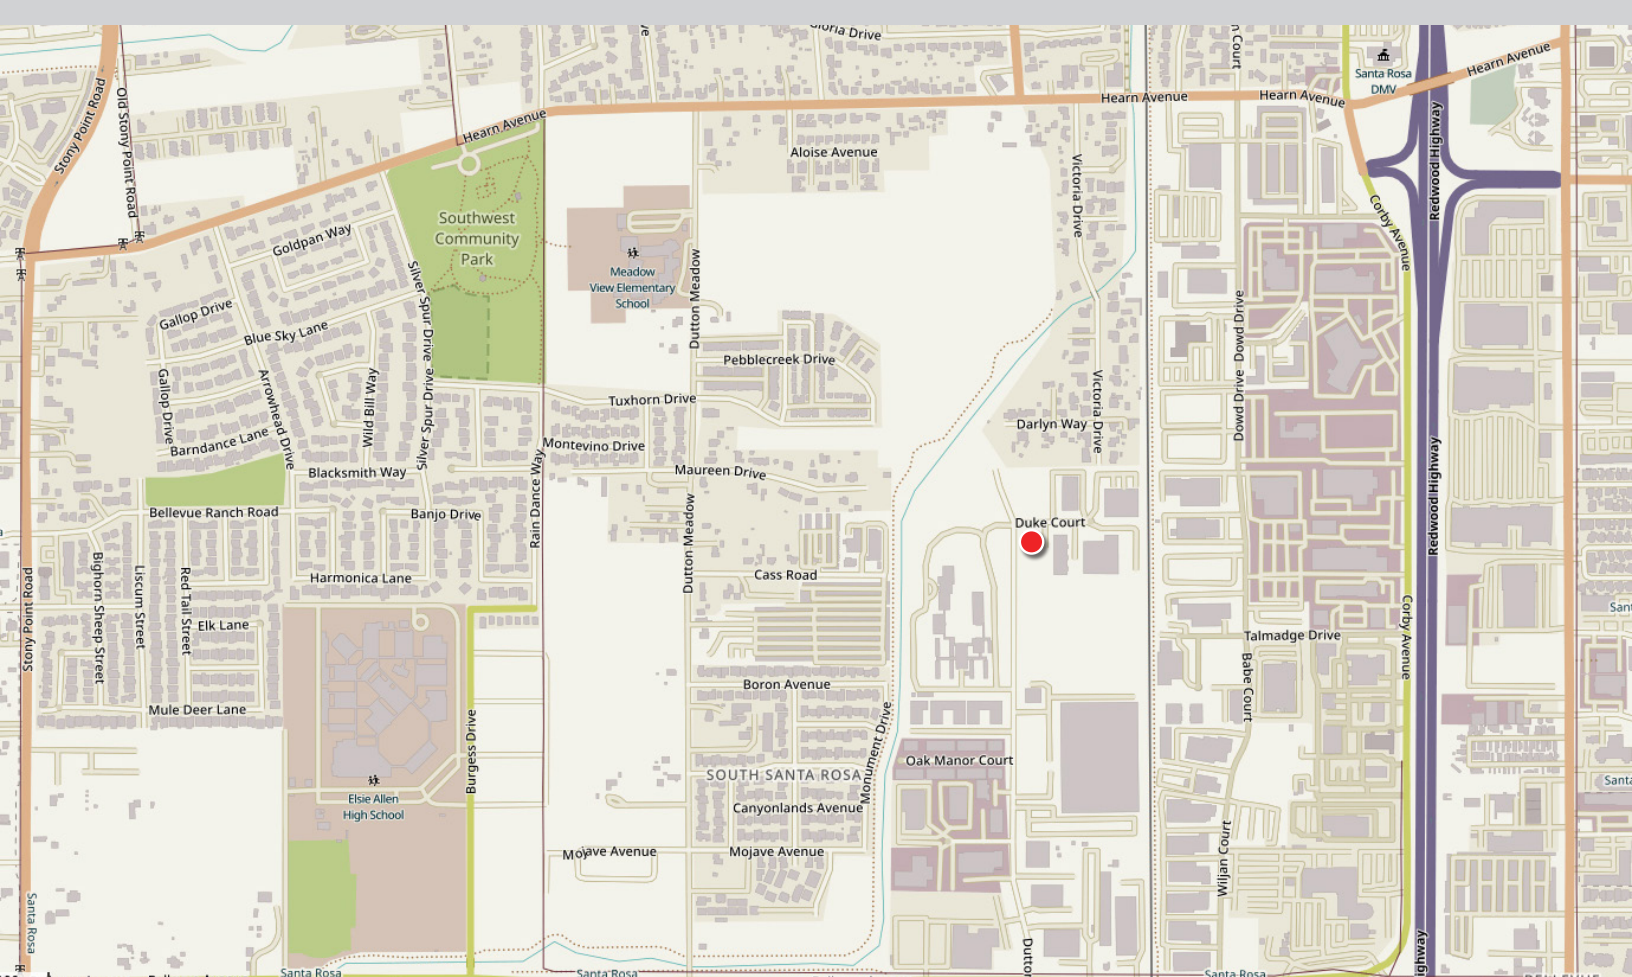 Gloria Drive
Santa Rosa
DMV
Hearn Avenue
Hearn Avenue
Hearn Avenue
Hearn Avenue
Stony Point Road
Old Stony Point Road
Redwood Highway
Aloise Avenue
Victoria Drive
Southwest
Community
Park
Goldpan Way
Corby Avenue
Meadow
View Elementary
School
Dutton Meadow
Silver Spur Drive
Gallop Drive
Blue Sky Lane
Dowd Drive
Pebblecreek Drive
Gallop Drive
Arrowhead Drive
Wild Bill Way
Silver Spur Drive
Tuxhorn Drive
Victoria Drive
Dowd Drive
Darlyn Way
Barndance Lane
Montevino Drive
Blacksmith Way
Maureen Drive
Rain Dance Way
Redwood Highway
Bellevue Ranch Road
Banjo Drive
Dutton Meadow
Duke Court
Harmonica Lane
Cass Road
Stony Point Road
Bighorn Sheep Street
Liscum Street
Red Tail Street
Elk Lane
Corby Avenue
Talmadge Drive
Babe Court
Boron Avenue
Mule Deer Lane
Burgess Drive
Monument Drive
Oak Manor Court
SOUTH SANTA ROSA
Elsie Allen
High School
Canyonlands Avenue
Mojave Avenue
Mojave Avenue
Wiljan Court
Santa Rosa
Dutton
Santa Rosa
Santa Rosa
Santa Rosa